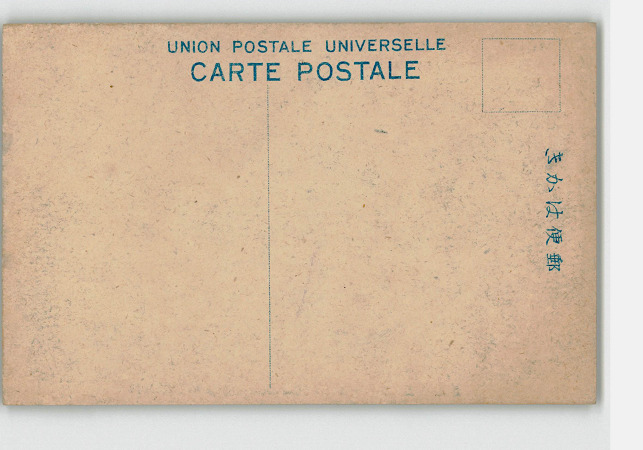 UNION POSTALE UNIVERSELLE
CARTE POSTALE
きかは便郵